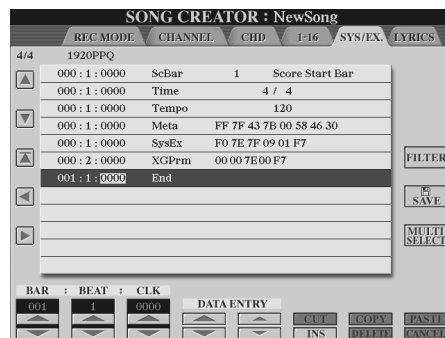 SONG CREATOR : NewSong
REC MODE CHANNEL CHD 1-16 SYS/EX. LYRICS
4/4 1920PPQ
000 : 1 : 0000 ScBar 1 Score Start Bar
000 : 1 : 0000 Time 4 / 4
000 : 1 : 0000 Tempo 120
000 : 1 : 0000 Meta FF 7F 43 7B 00 58 46 30
000 : 1 : 0000 SysEx F0 7E 7F 09 01 F7
000 : 2 : 0000 XGPrm 00 00 7E 00 F7
001 : 1 : 0000 End
FILTER
SAVE
MULTI
SELECT
BAR : BEAT : CLK
001 1 0000 DATA ENTRY
CUT COPY PASTE
INS DELETE CANCEL